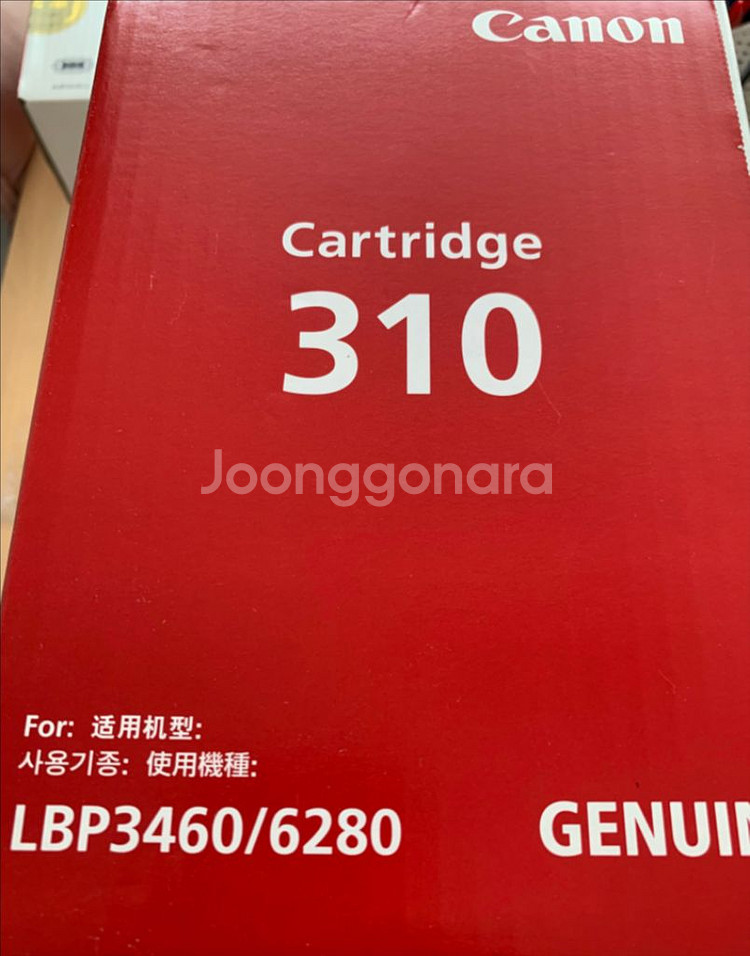 Canon
Cartridge
310
Joonggonara
For: 适用机型:
사용기종: 使用機種:
LBP3460/6280
GENUIN